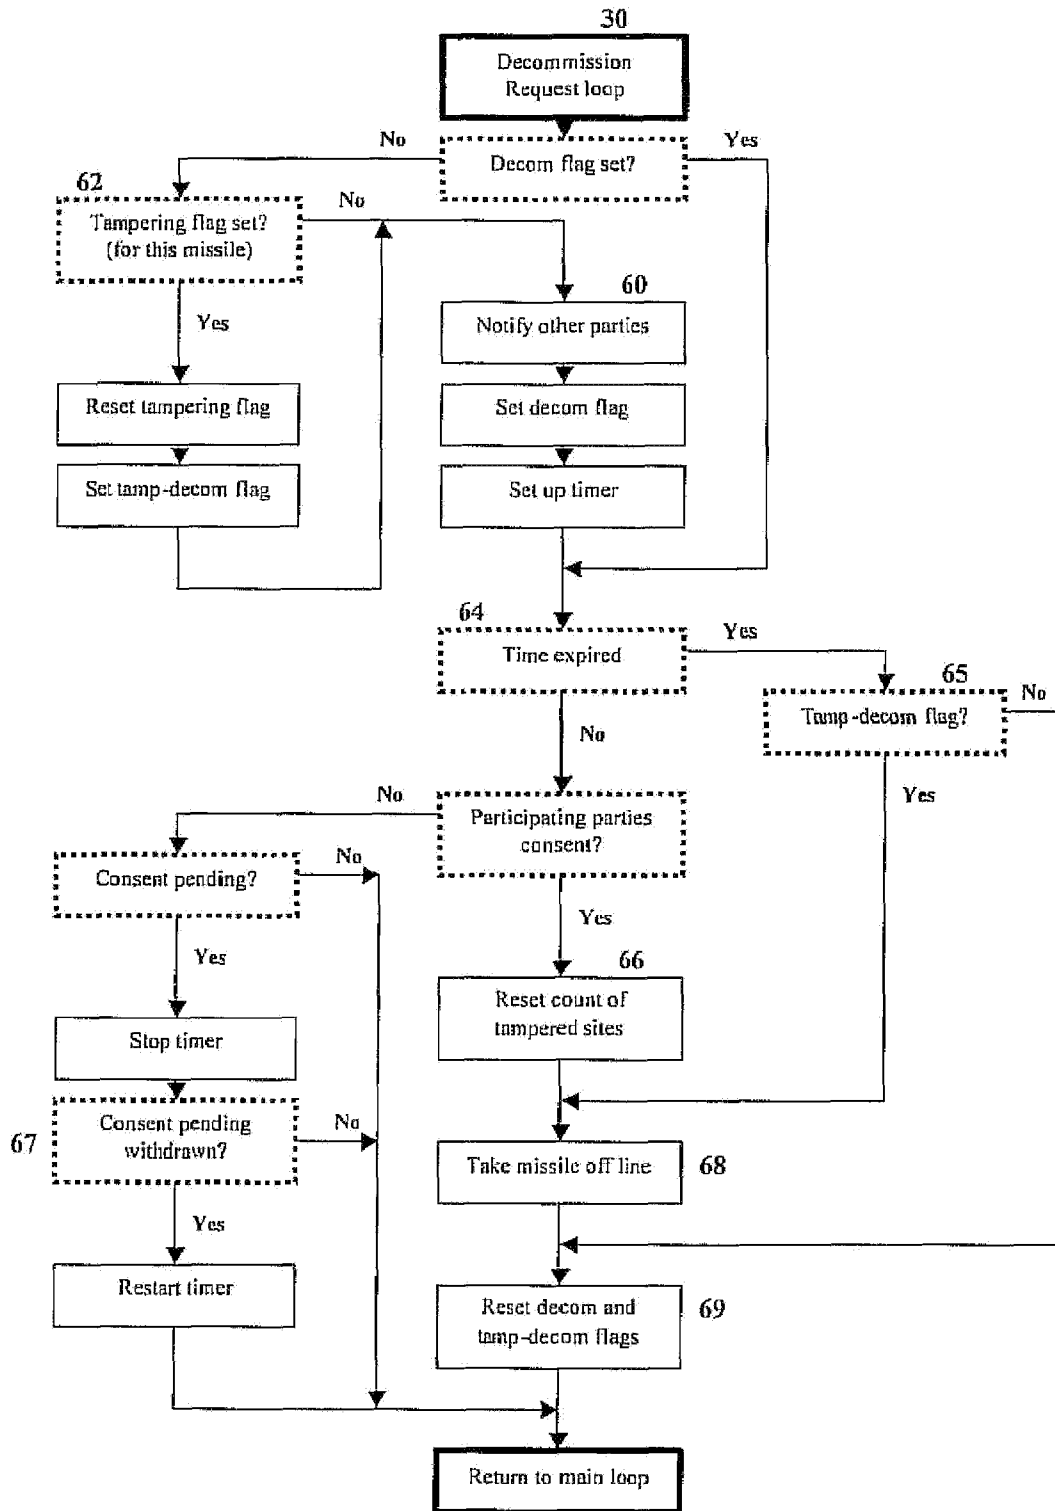 30
Decommission
Request loop
No
Yes
Decom flag set?
62
Tampering flag set?
(for this missile)
No
60
Notify other parties
Yes
Reset tampering flag
Set decom flag
Set tamp-decom flag
Set up timer
64
Time expired
Yes
65
No
Tamp-decom flag?
No
Yes
No
Participating parties
consent?
Consent pending?
No
Yes
Yes
66
Reset count of
tampered sites
Stop timer
67
Consent pending
withdrawn?
No
Take missile off line
68
Yes
Restart timer
Reset decom and
tamp-decom flags
69
Return to main loop